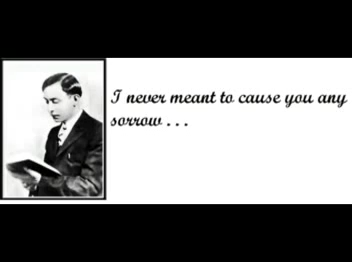 I never meant to cause you any
sorrow . . .